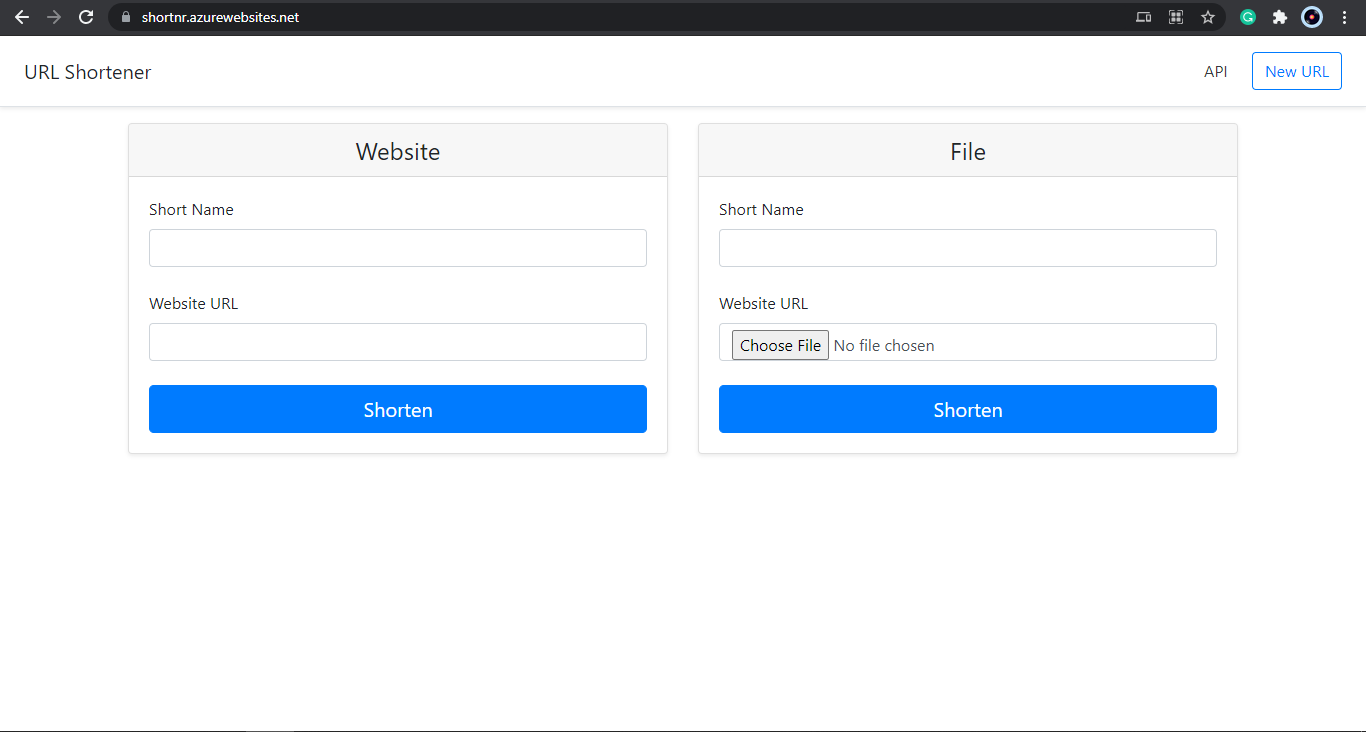 shortnr.azurewebsites.net
URL Shortener
API
New URL
Website
Short Name
Website URL
Shorten
File
Short Name
Website URL
Choose File No file chosen
Shorten